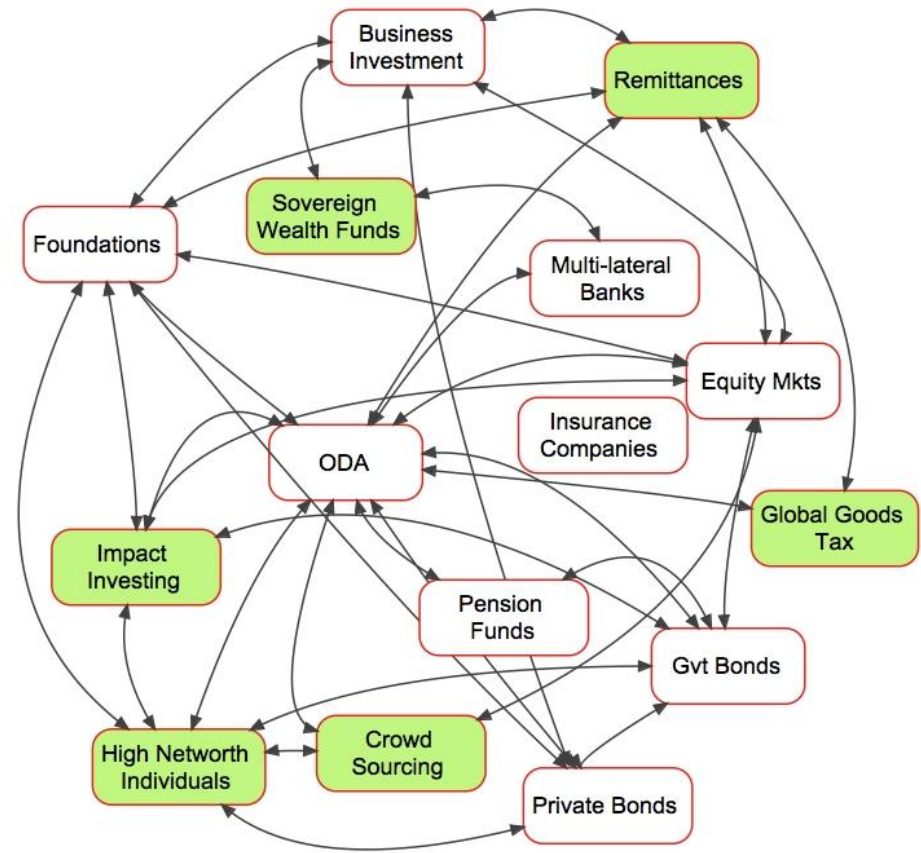 Business
Investment
Remittances
Sovereign
Wealth Funds
Foundations
Multi-lateral
Banks
Equity Mkts
Insurance
Companies
ODA
Global Goods
Tax
Impact
Investing
Pension
Funds
Gvt Bonds
High Networth
Individuals
Crowd
Sourcing
Private Bonds